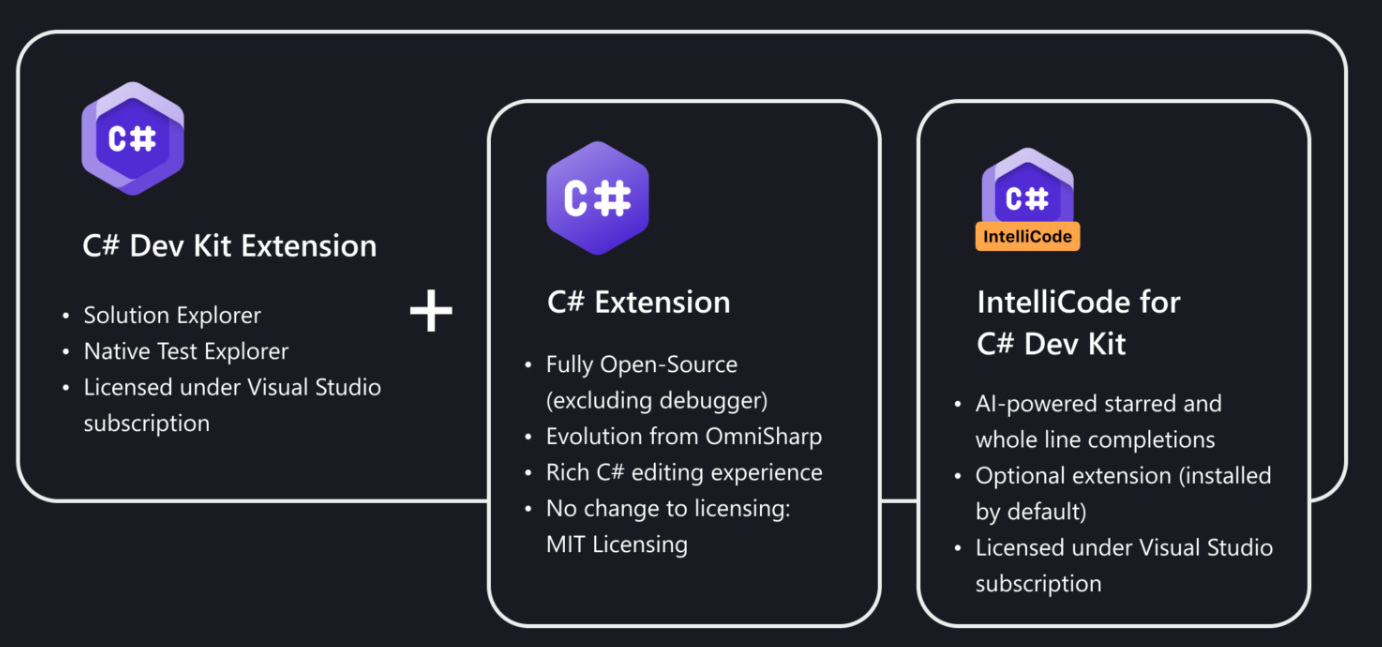 C#
C# Dev Kit Extension
• Solution Explorer
• Native Test Explorer
• Licensed under Visual Studio
subscription
+
C#
C# Extension
• Fully Open-Source
(excluding debugger)
• Evolution from OmniSharp
• Rich C# editing experience
• No change to licensing:
MIT Licensing
C#
IntelliCode
IntelliCode for
C# Dev Kit
• AI-powered starred and
whole line completions
• Optional extension (installed
by default)
• Licensed under Visual Studio
subscription